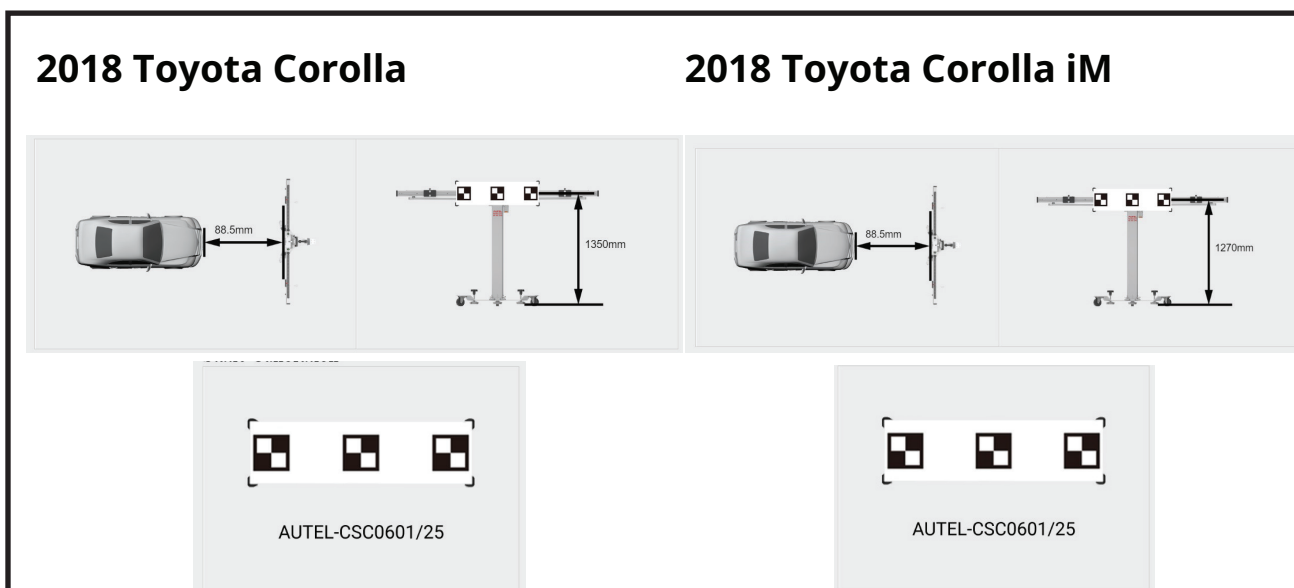 2018 Toyota Corolla
2018 Toyota Corolla iM
88.5mm
1350mm
88.5mm
1270mm
AUTEL-CSC0601/25
AUTEL-CSC0601/25